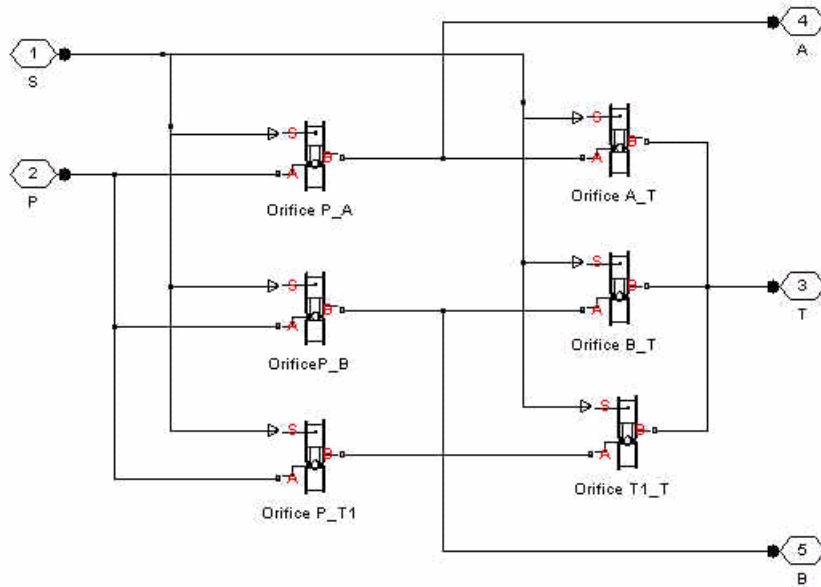 4
A
1
S
S
B
S
B
2
P
A
A
Orifice P_A
Orifice A_T
S
B
S
B
3
T
A
A
OrificeP_B
Orifice B_T
S
B
S
B
A
A
Orifice P_T1
Orifice T1_T
5
B